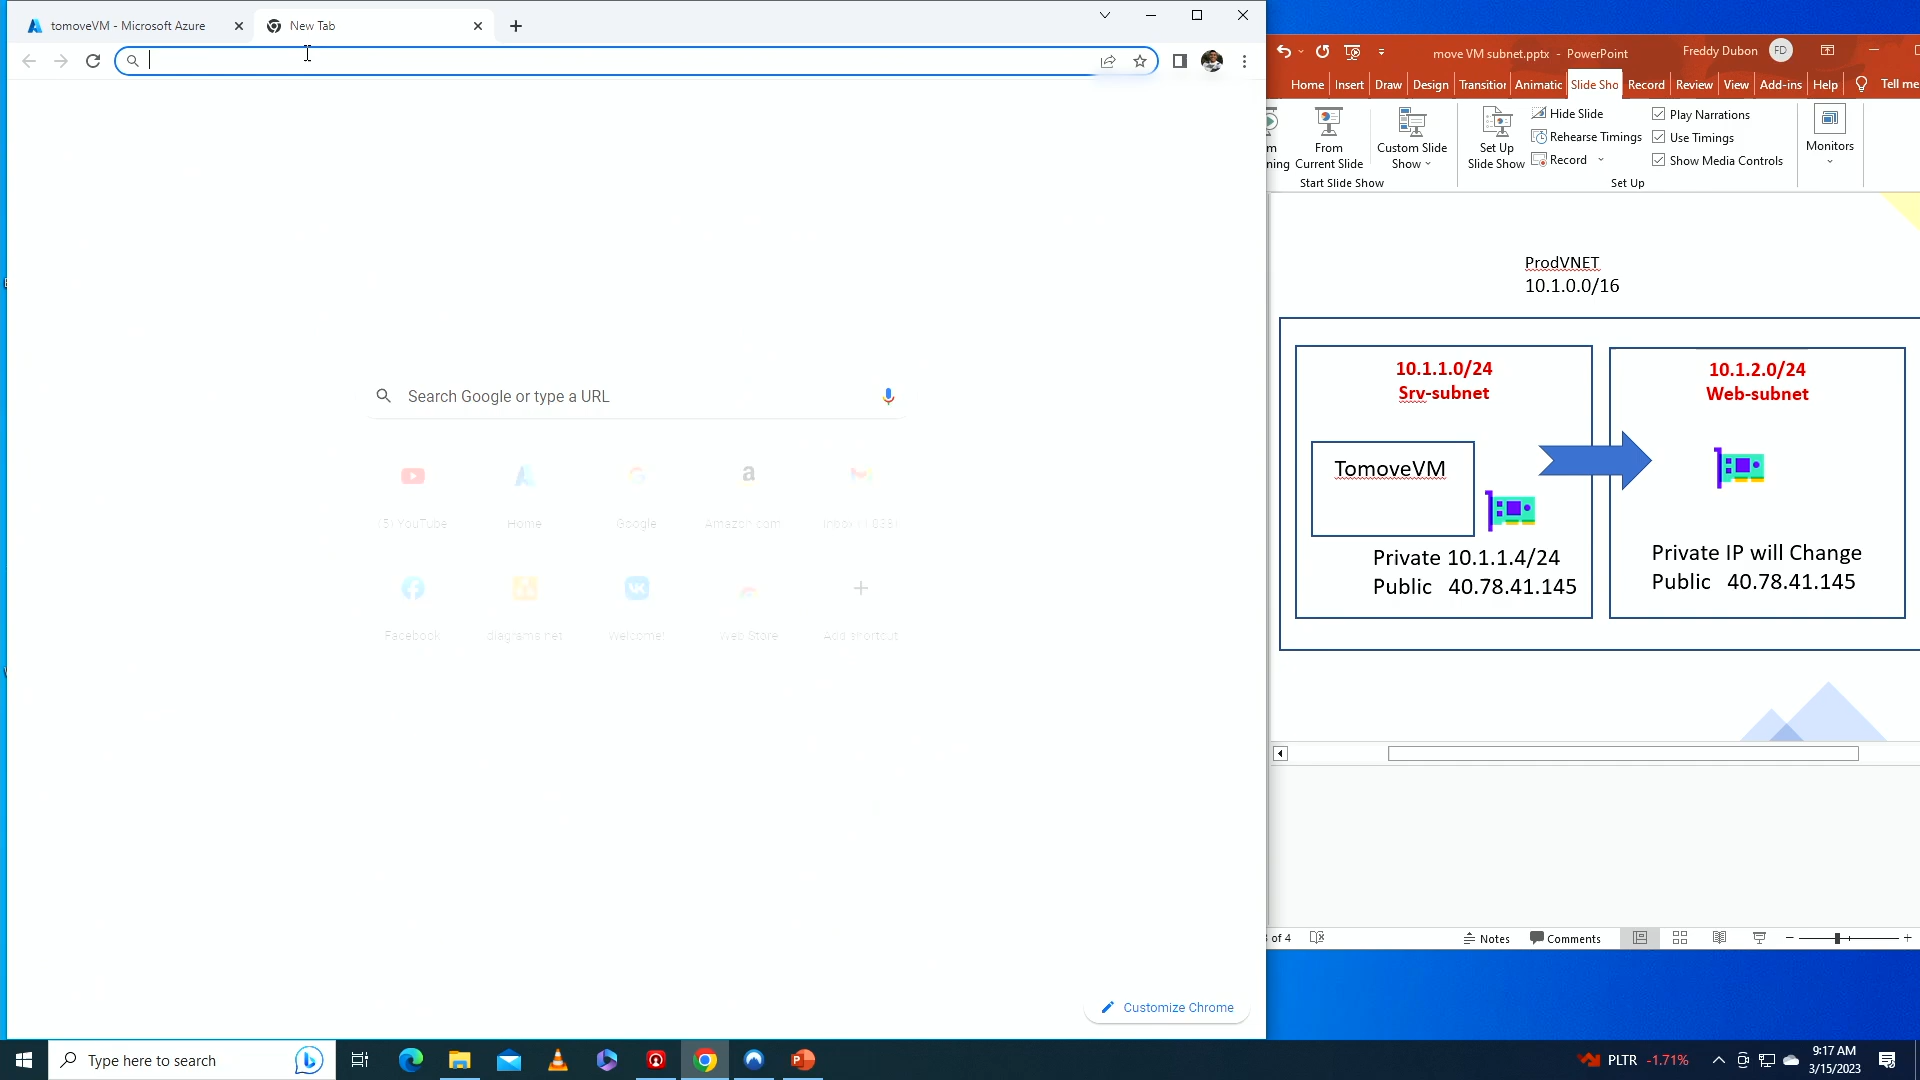 tomoveVM - Microsoft Azure
New Tab
Search Google or type a URL
(5) YouTube
Home
Google
Amazon.com
Facebook
diagrams.net
Welcome!
Web Store
Add shortcut
Customize Chrome
move VM subnet.pptx - PowerPoint
Freddy Dubon
FD
Home
Insert
Draw
Design
Transition
Animatic
Slide Sho
Record
Review
View
Add-ins
Help
Tell me
From
Current Slide
Custom Slide
Show
Start Slide Show
Set Up
Slide Show
Hide Slide
Rehearse Timings
Record
Play Narrations
Use Timings
Show Media Controls
Set Up
Monitors
ProdVNET
10.1.0.0/16
10.1.1.0/24
Srv-subnet
TomoveVM
Private 10.1.1.4/24
Public 40.78.41.145
10.1.2.0/24
Web-subnet
Private IP will Change
Public 40.78.41.145
of 4
Notes
Comments
Type here to search
PLTR -1.71%
9:17 AM
3/15/2023